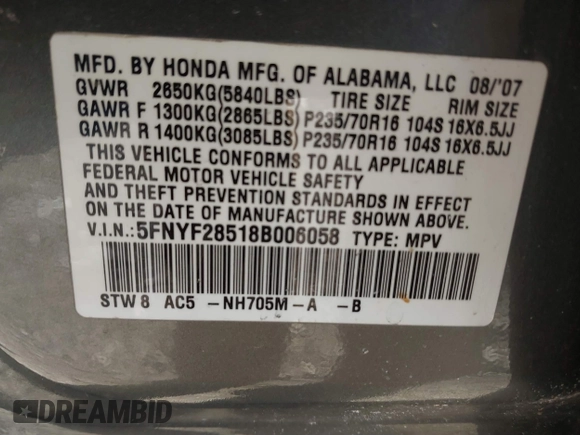 MFD. BY HONDA MFG. OF ALABAMA, LLC 08/'07
GVWR 2650KG(5840LBS) TIRE SIZE RIM SIZE
GAWR F 1300KG(2865LBS) P235/70R16 104S 16X6.5JJ
GAWR R 1400KG(3085LBS) P235/70R16 104S 16X6.5JJ
THIS VEHICLE CONFORMS TO ALL APPLICABLE
FEDERAL MOTOR VEHICLE SAFETY
AND THEFT PREVENTION STANDARDS IN EFFECT
ON THE DATE OF MANUFACTURE SHOWN ABOVE.
V.I.N.: 5FNYF28518B006058 TYPE: MPV
STW8 AC5 -NH705M-A -B
DREAMBID